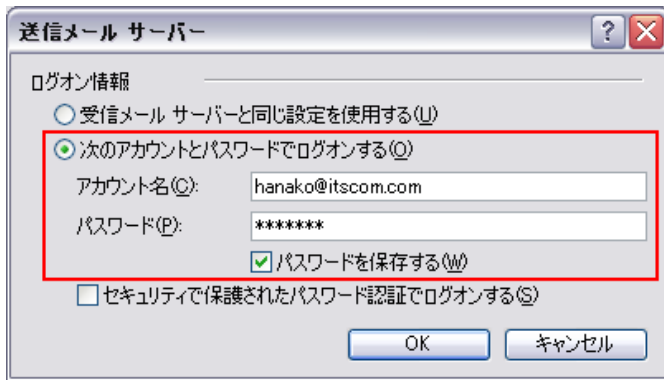 送信メール サーバー
ログオン情報
受信メール サーバーと同じ設定を使用する(U)
次のアカウントとパスワードでログオンする(O)
アカウント名(C): hanako@itscom.com
パスワード(P): *******
パスワードを保存する(W)
セキュリティで保護されたパスワード認証でログオンする(S)
OK キャンセル